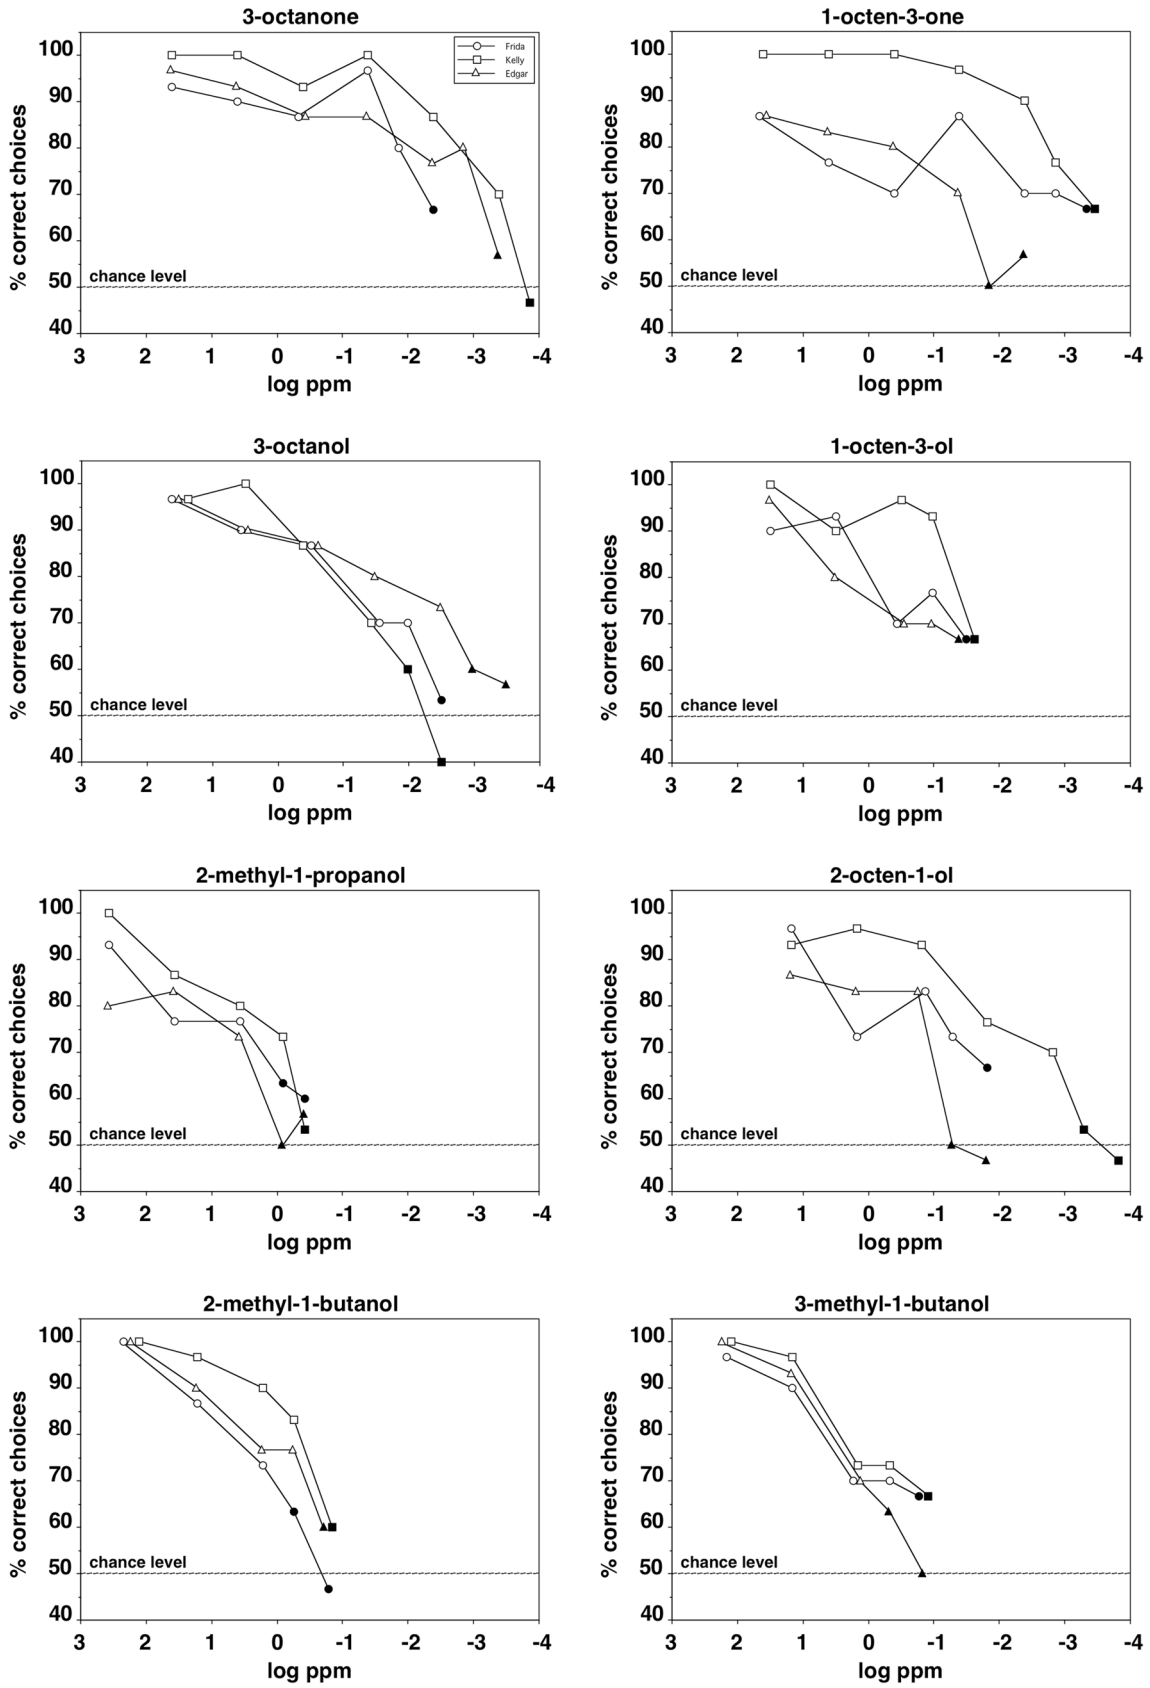 3-octanone
% correct choices
100
90
80
70
60
50
40
Frida
Kelly
Edgar
chance level
3 2 1 0 -1 -2 -3 -4
log ppm
1-octen-3-one
% correct choices
100
90
80
70
60
50
40
chance level
3 2 1 0 -1 -2 -3 -4
log ppm
3-octanol
% correct choices
100
90
80
70
60
50
40
chance level
3 2 1 0 -1 -2 -3 -4
log ppm
1-octen-3-ol
% correct choices
100
90
80
70
60
50
40
chance level
3 2 1 0 -1 -2 -3 -4
log ppm
2-methyl-1-propanol
% correct choices
100
90
80
70
60
50
40
chance level
3 2 1 0 -1 -2 -3 -4
log ppm
2-octen-1-ol
% correct choices
100
90
80
70
60
50
40
chance level
3 2 1 0 -1 -2 -3 -4
log ppm
2-methyl-1-butanol
% correct choices
100
90
80
70
60
50
40
chance level
3 2 1 0 -1 -2 -3 -4
log ppm
3-methyl-1-butanol
% correct choices
100
90
80
70
60
50
40
chance level
3 2 1 0 -1 -2 -3 -4
log ppm